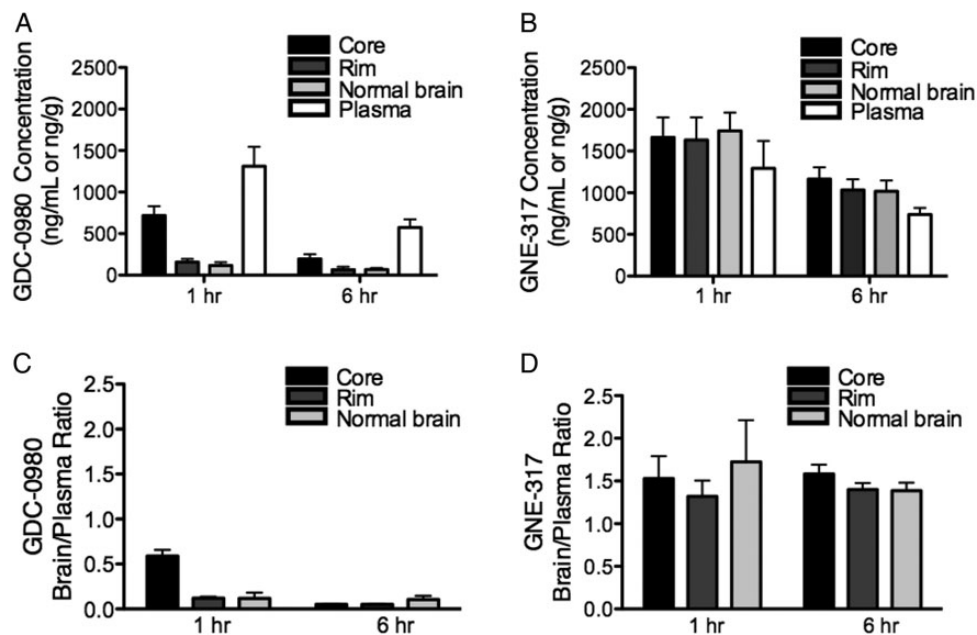 A
GDC-0980 Concentration
(ng/mL or ng/g)
2500
2000
1500
1000
500
0
Core
Rim
Normal brain
Plasma
1 hr
6 hr
B
GNE-317 Concentration
(ng/mL or ng/g)
2500
2000
1500
1000
500
0
Core
Rim
Normal brain
Plasma
1 hr
6 hr
C
GDC-0980
Brain/Plasma Ratio
2.5
2.0
1.5
1.0
0.5
0.0
Core
Rim
Normal brain
1 hr
6 hr
D
GNE-317
Brain/Plasma Ratio
2.5
2.0
1.5
1.0
0.5
0.0
Core
Rim
Normal brain
1 hr
6 hr